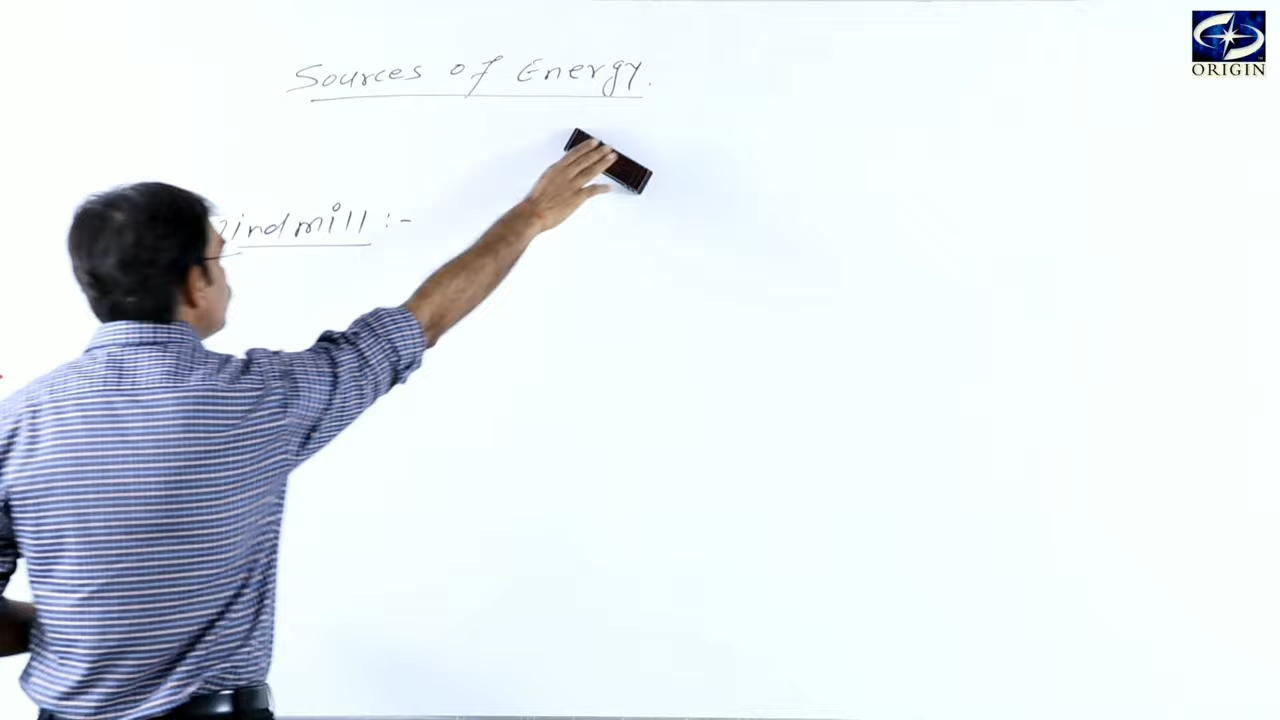 Sources of Energy.
indmill :-
ORIGIN